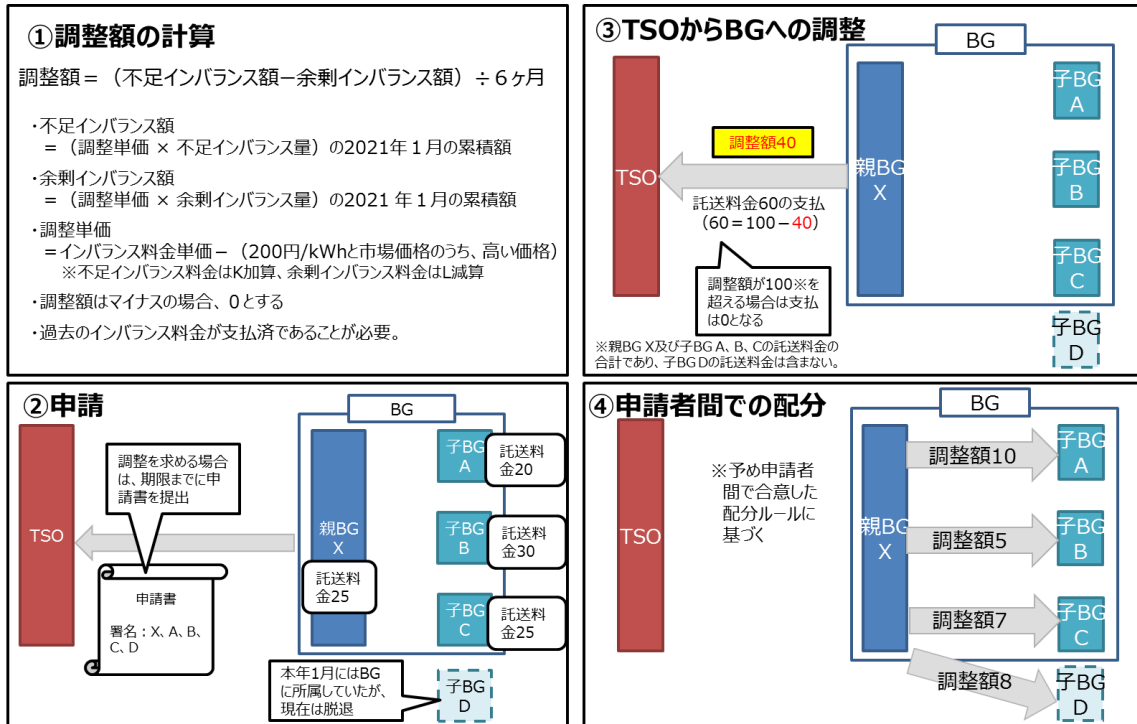 ①調整額の計算
調整額＝（不足インバランス額−余剰インバランス額）÷６ヶ月
・不足インバランス額
＝（調整単価 × 不足インバランス量）の2021年１月の累積額
・余剰インバランス額
＝（調整単価 × 余剰インバランス量）の2021 年１月の累積額
・調整単価
＝インバランス料金単価−（200円/kWhと市場価格のうち、高い価格）
※不足インバランス料金はK加算、余剰インバランス料金はL減算
・調整額はマイナスの場合、０とする
・過去のインバランス料金が支払済であることが必要。
②申請
BG
TSO
調整を求める場合
は、期限までに申
請書を提出
申請書
署名：X、A、B、
C、D
親BG
X
託送料
金25
子BG
A
託送料
金20
子BG
B
託送料
金30
子BG
C
託送料
金25
本年1月にはBG
に所属していたが、
現在は脱退
子BG
D
③TSOからBGへの調整
BG
TSO
調整額40
託送料金60の支払
（60＝100−40）
調整額が100※を
超える場合は支払
は0となる
親BG
X
子BG
A
子BG
B
子BG
C
子BG
D
※親BG X及び子BG A、B、Cの託送料金の
合計であり、子BG Dの託送料金は含まない。
④申請者間での配分
BG
TSO
※予め申請者
間で合意した
配分ルールに
基づく
親BG
X
調整額10
子BG
A
調整額5
子BG
B
調整額7
子BG
C
調整額8
子BG
D